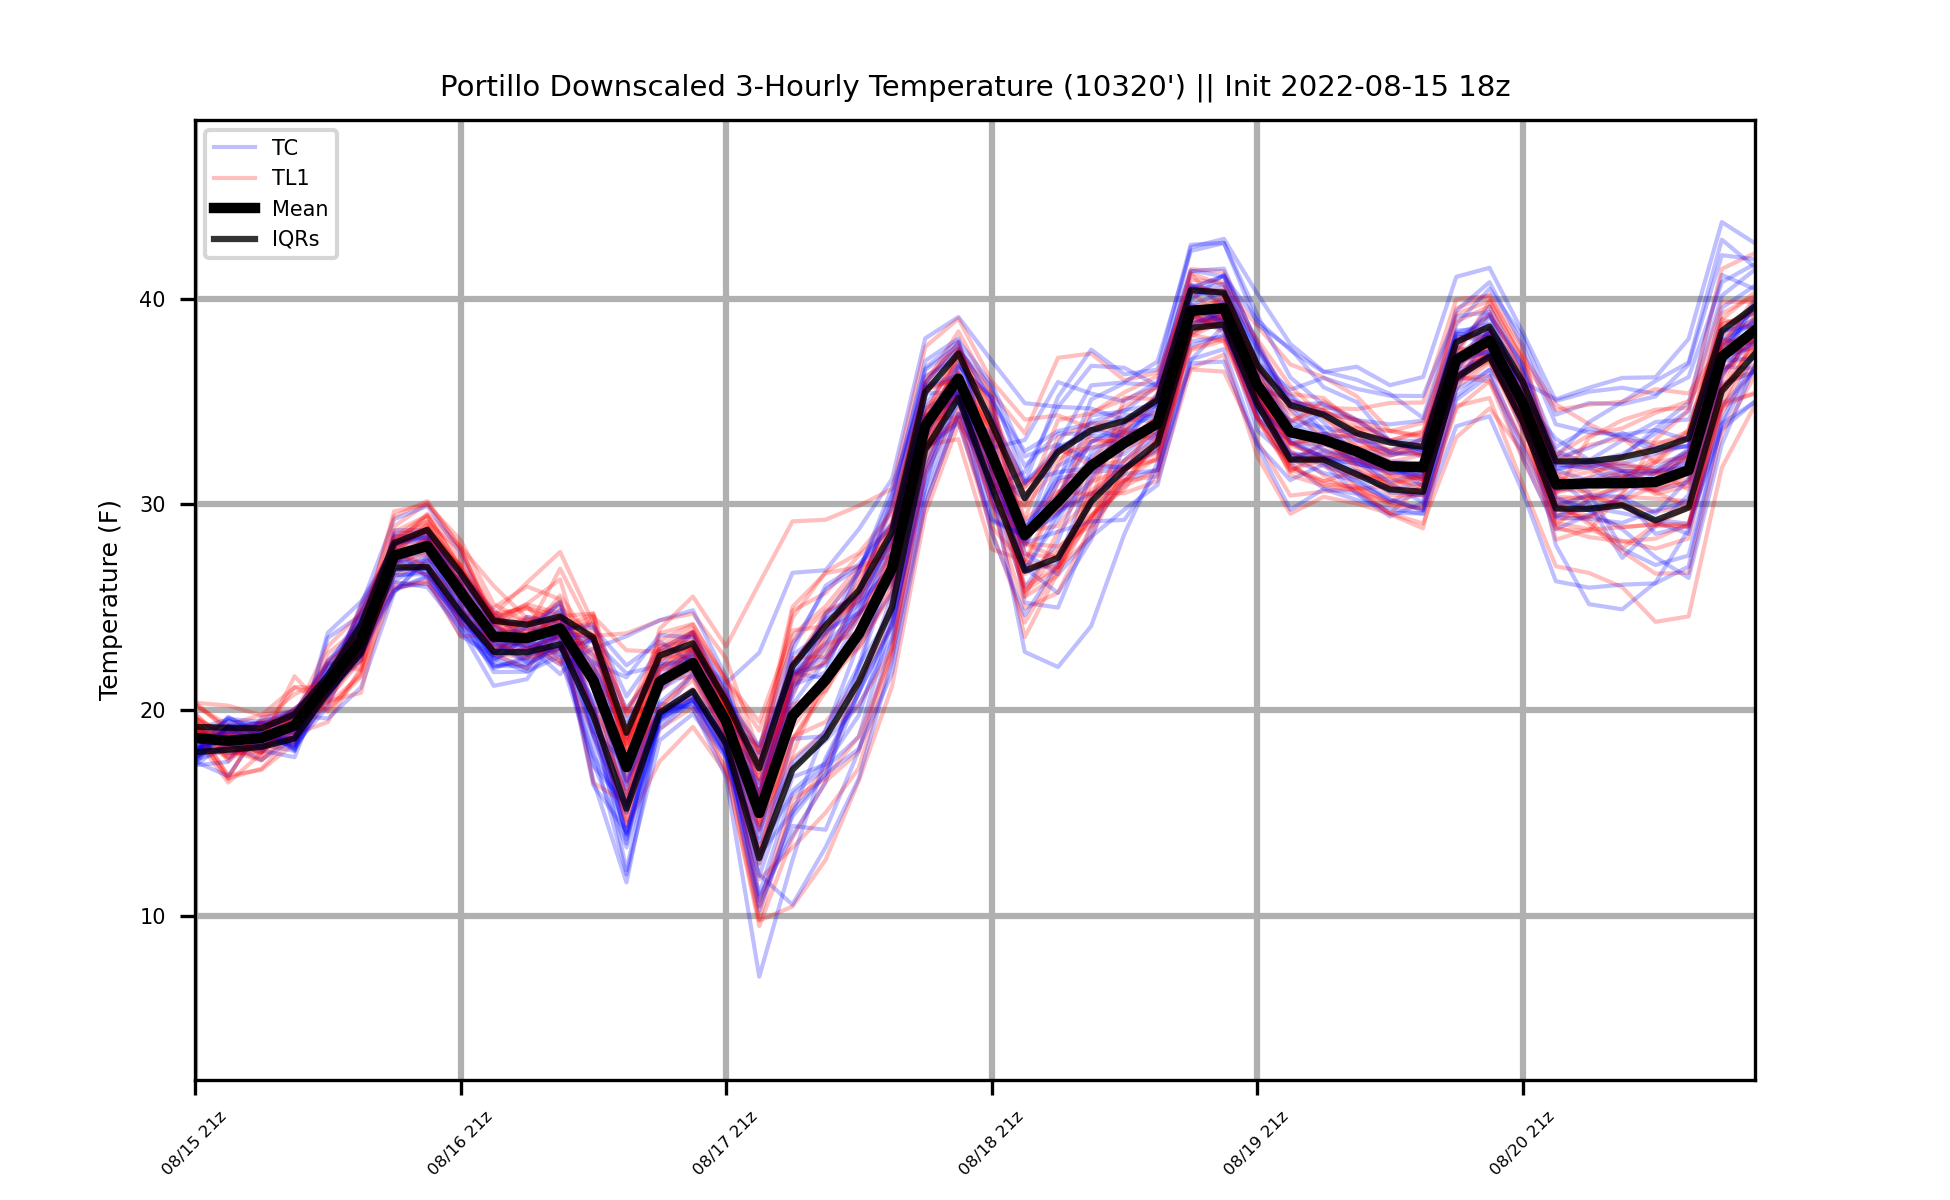 Portillo Downscaled 3-Hourly Temperature (10320') || Init 2022-08-15 18z
TC
TL1
Mean
IQRs
Temperature (F)
40
30
20
10
08/15 21z
08/16 21z
08/17 21z
08/18 21z
08/19 21z
08/20 21z